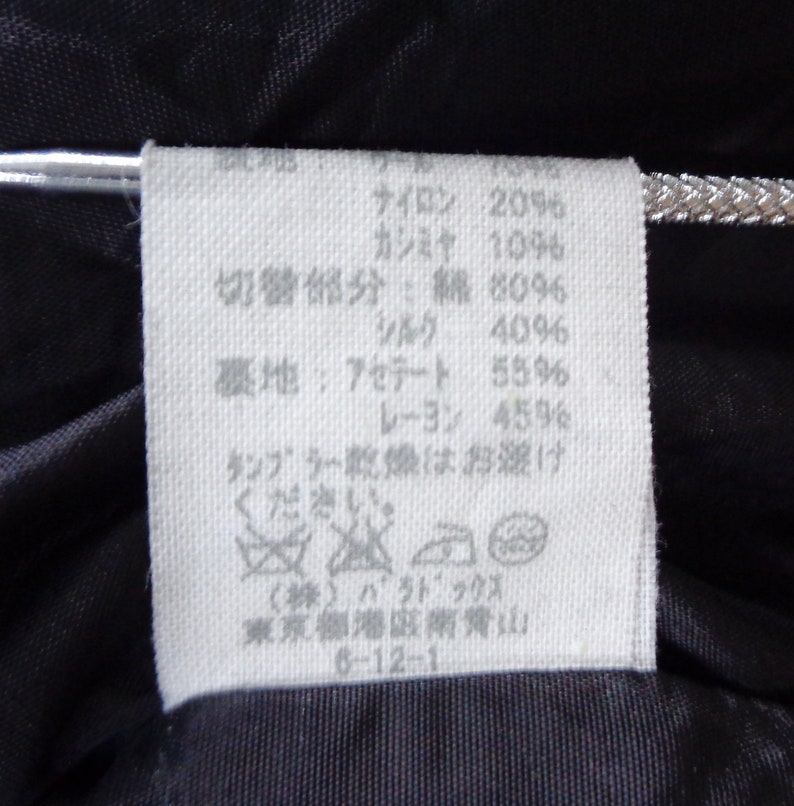 ナイロン 20%
カシミヤ 10%
切替部分：綿 60%
シルク 40%
裏地：アセテート 55%
レーヨン 45%
タンブラー乾燥はお避け
ください。
（株）パラドックス
東京都港区南青山
6-12-1